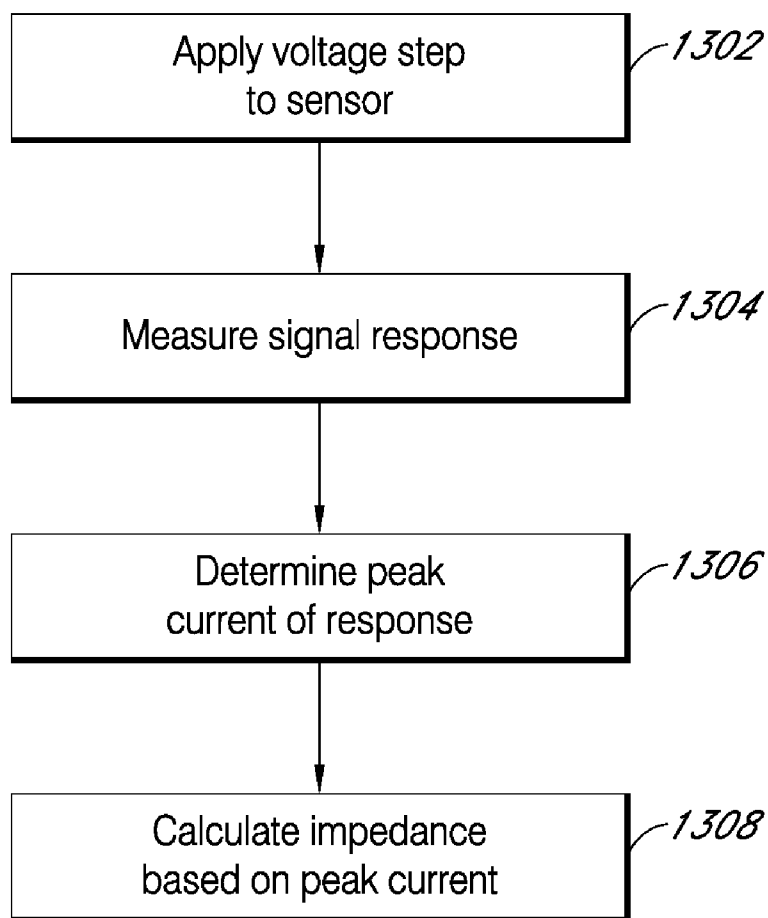 Apply voltage step
to sensor
1302
Measure signal response
1304
Determine peak
current of response
1306
Calculate impedance
based on peak current
1308